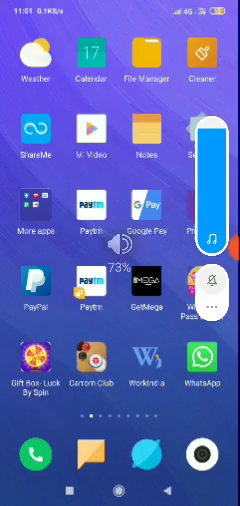 11:01 0.1KB/s
4G
17
Weather
Calendar
File Manager
Cleaner
ShareMe
Mi Video
Notes
Paytm
G Pay
More apps
Paytm
Google Pay
73%
Paytm
GMEGA
PayPal
Paytm
GetMega
Gift Box- Luck
By Spin
Carrom Club
WorkIndia
WhatsApp